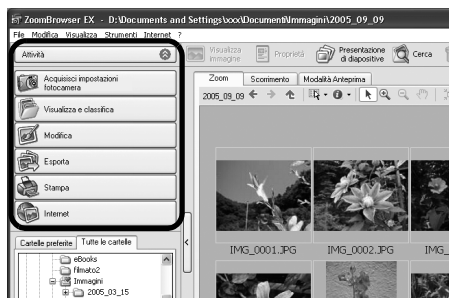 ZoomBrowser EX - D:\Documents and Settings\xxx\Documenti\Immagini\2005_09_09
File Modifica Visualizza Strumenti Internet ?
Attività
Visualizza immagine
Proprietà
Presentazione di diapositive
Cerca
Acquisisci impostazioni fotocamera
Visualizza e classifica
Modifica
Esporta
Stampa
Internet
Zoom Scorrimento Modalità Anteprima
2005_09_09
IMG_0001.JPG IMG_0002.JPG IMG_
Cartelle preferite Tutte le cartelle
eBooks
filmato2
Immagini
2005_03_15